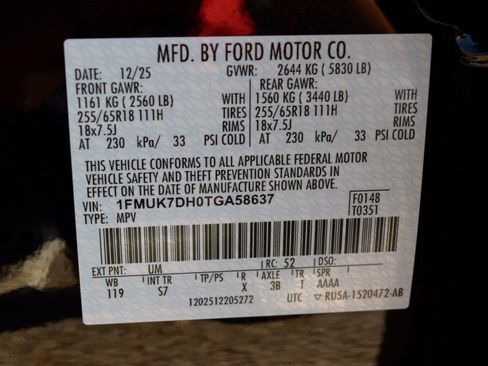 MFD. BY FORD MOTOR CO.
DATE: 12/25 GVWR: 2644 KG ( 5830 LB)
FRONT GAWR: REAR GAWR:
1161 KG ( 2560 LB) WITH 1560 KG ( 3440 LB) WITH
255/65R18 111H TIRES 255/65R18 111H TIRES
18x7.5J RIMS 18x7.5J RIMS
AT 230 kPa/ 33 PSI COLD AT 230 kPa/ 33 PSI COLD
THIS VEHICLE CONFORMS TO ALL APPLICABLE FEDERAL MOTOR
VEHICLE SAFETY AND THEFT PREVENTION STANDARDS IN
EFFECT ON THE DATE OF MANUFACTURE SHOWN ABOVE.
VIN: 1FMUK7DH0TGA58637 F0148
TYPE: MPV T0351
EXT PNT: UM RC: 52 DSO:
WB INT TR TP/PS R AXLE TR SPR
119 S7 X 3B T AAAA
1202512205272 UTC ▽ RU5A-1520472-AB